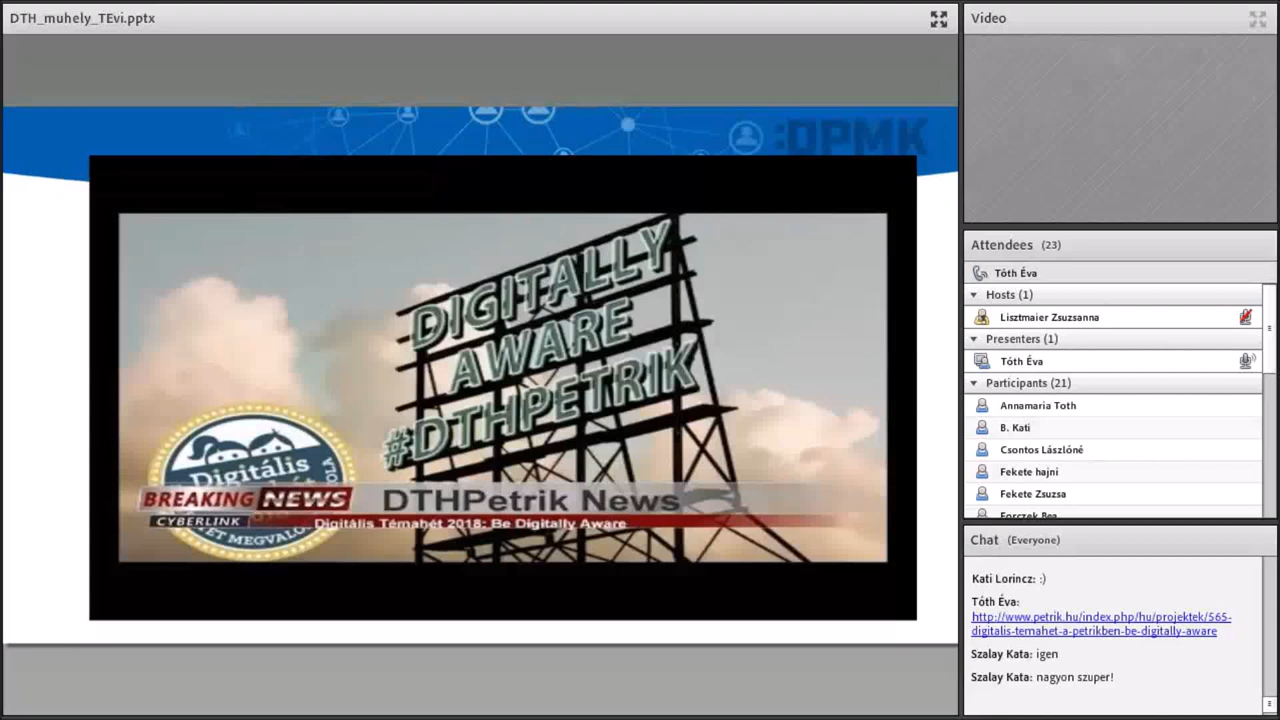 DTH_muhely_TEvi.pptx
:OPMK
DIGITALLY
AWARE
#DTHPETRIK
Digitális
BREAKING NEWS
CYBERLINK
DTHPetrik News
Digitális Témahét 2018: Be Digitally Aware
Video
Attendees (23)
Tóth Éva
Hosts (1)
Lisztmaier Zsuzsanna
Presenters (1)
Tóth Éva
Participants (21)
Annamaria Toth
B. Kati
Csontos Lászlóné
Fekete hajni
Fekete Zsuzsa
Forczek Bea
Chat (Everyone)
Kati Lorincz: :)
Tóth Éva:
http://www.petrik.hu/index.php/hu/projektek/565-
digitalis-temahet-a-petrikben-be-digitally-aware
Szalay Kata: igen
Szalay Kata: nagyon szuper!